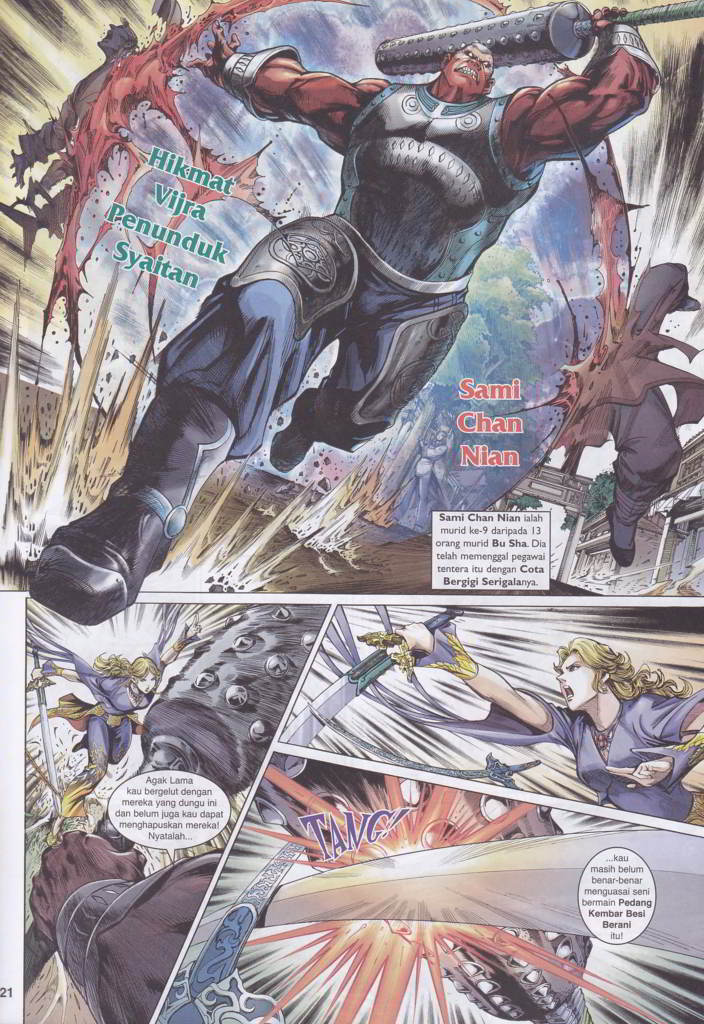 Hikmat
Vijra
Penunduk
Syaitan
Sami
Chan
Nian
Sami Chan Nian ialah
murid ke-9 daripada 13
orang murid Bu Sha. Dia
telah memenggal pegawai
tentera itu dengan Cota
Bergigi Serigalanya.
Agak Lama
kau bergelut dengan
mereka yang dungu ini
dan belum juga kau dapat
menghapuskan mereka!
Nyatalah...
TANG!
...kau
masih belum
benar-benar
menguasai seni
bermain Pedang
Kembar Besi
Berani
itu!
21